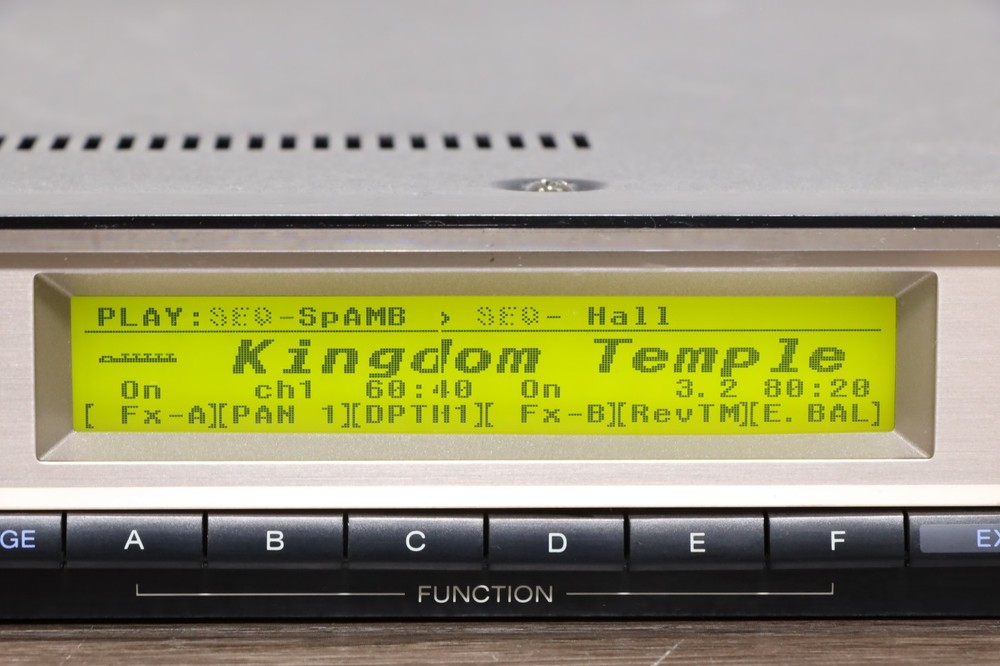 PLAY:SEQ-SpAMB > SEQ- Hall
Kingdom Temple
On ch1 60:40 On 3.2 80:20
[ Fx-A][PAN 1][DPTH1][ Fx-B][RevTM][E.BAL]
GE A B C D E F EX
FUNCTION